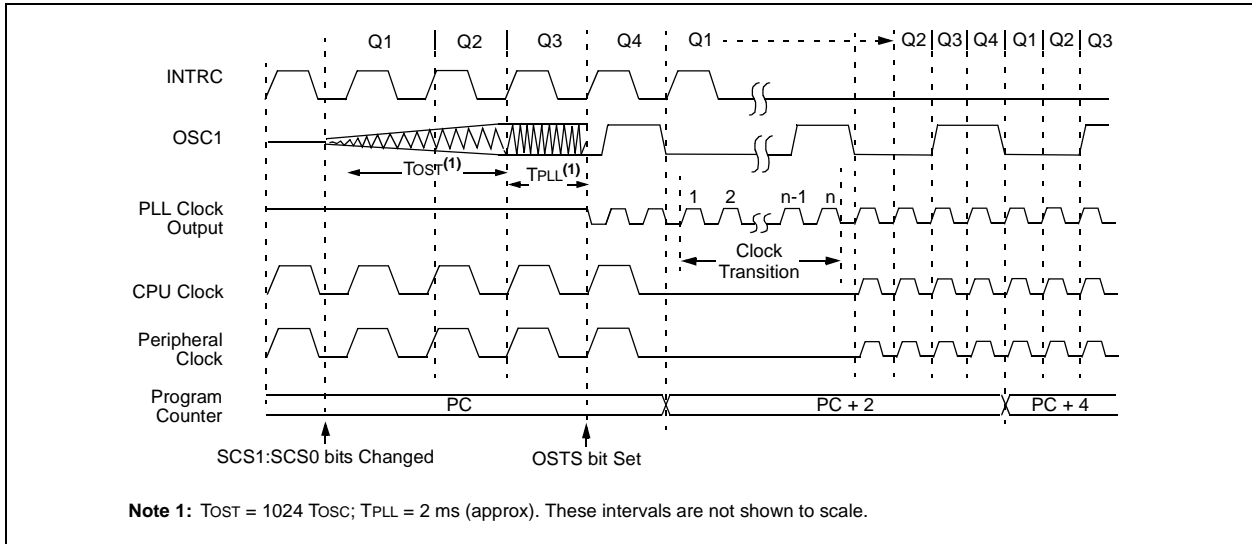 Q1 Q2 Q3 Q4 Q1 Q2 Q3 Q4 Q1 Q2 Q3
INTRC
OSC1
TOST(1)
TPLL(1)
PLL Clock
Output
1 2 n-1 n
Clock
Transition
CPU Clock
Peripheral
Clock
Program
Counter
PC PC + 2 PC + 4
SCS1:SCS0 bits Changed
OSTS bit Set
Note 1: TOST = 1024 TOSC; TPLL = 2 ms (approx). These intervals are not shown to scale.